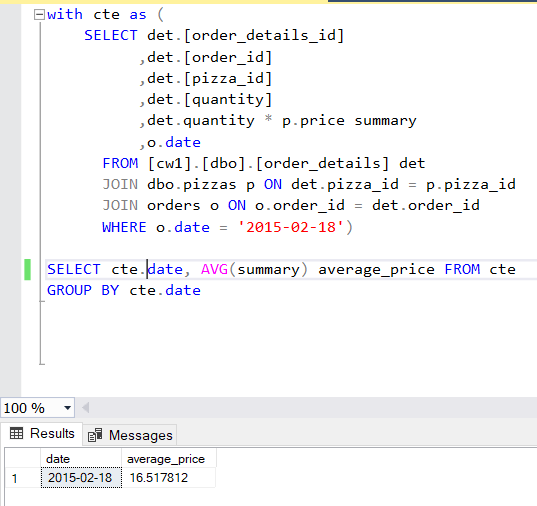 with cte as (
SELECT det.[order_details_id]
,det.[order_id]
,det.[pizza_id]
,det.[quantity]
,det.quantity * p.price summary
,o.date
FROM [cw1].[dbo].[order_details] det
JOIN dbo.pizzas p ON det.pizza_id = p.pizza_id
JOIN orders o ON o.order_id = det.order_id
WHERE o.date = '2015-02-18')
SELECT cte.date, AVG(summary) average_price FROM cte
GROUP BY cte.date
100 %
Results Messages
date average_price
1 2015-02-18 16.517812